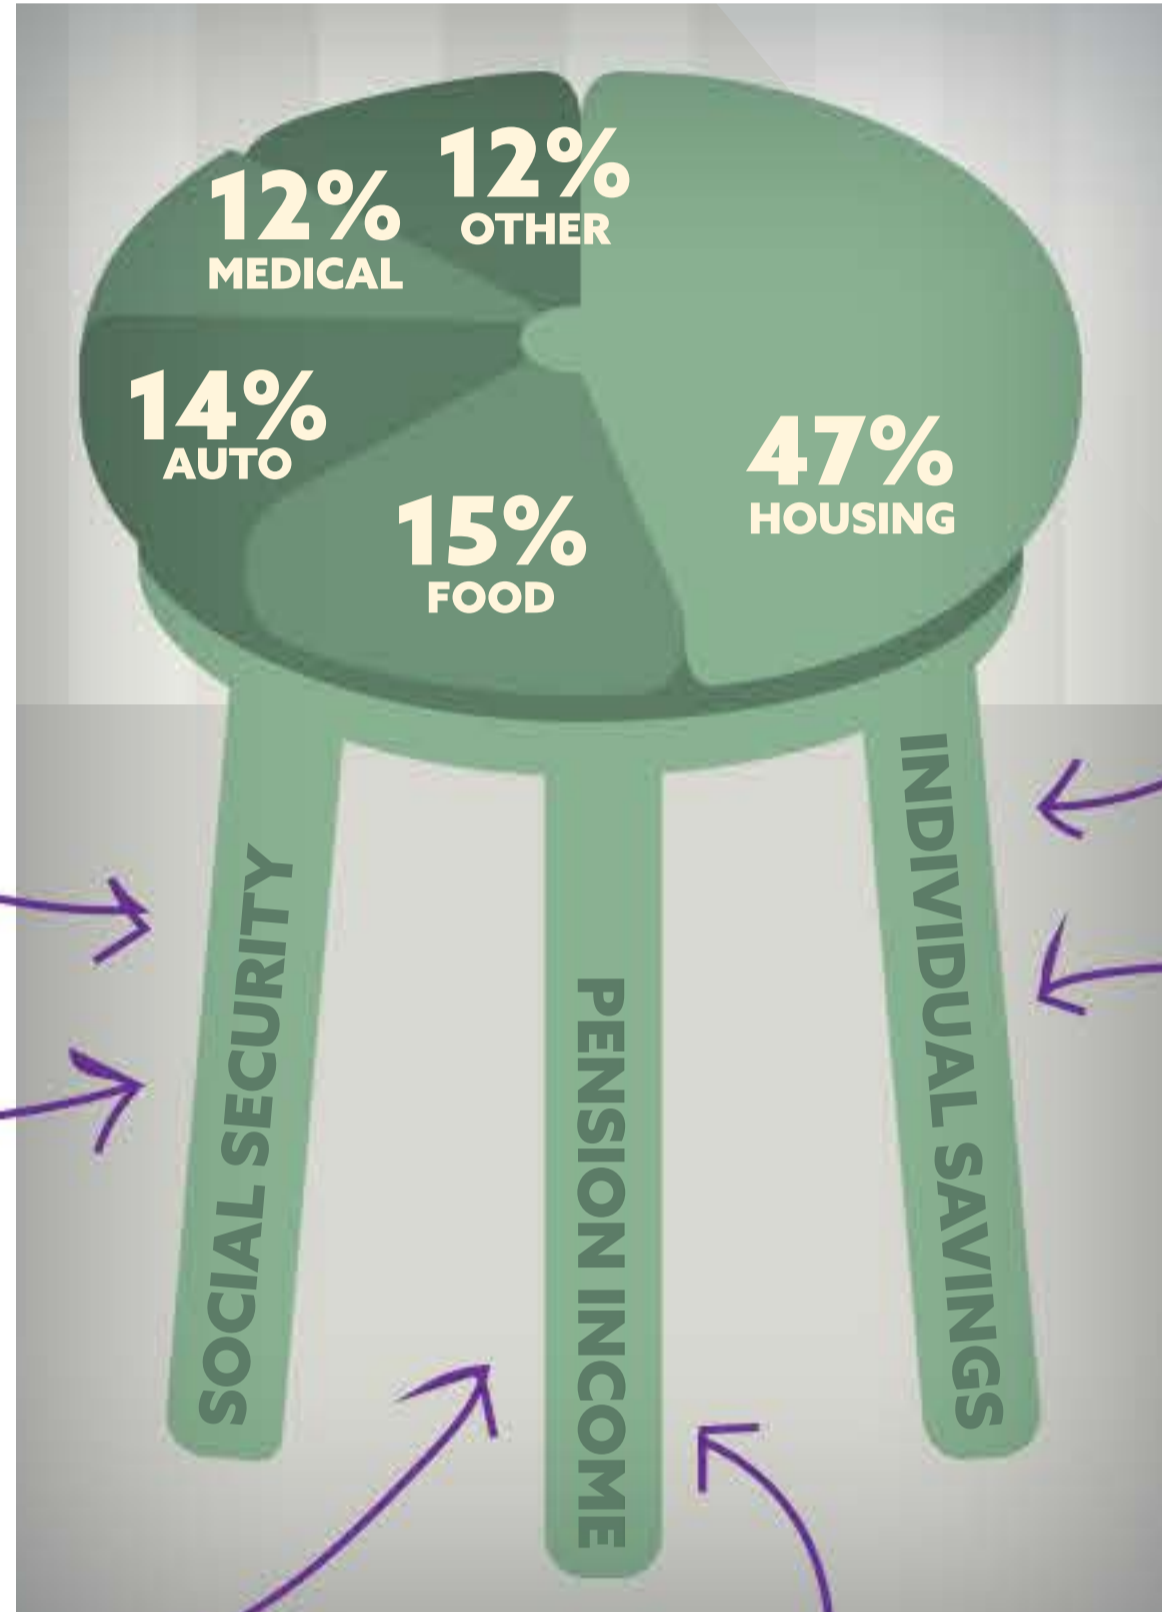 12%
OTHER
12%
MEDICAL
14%
AUTO
47%
HOUSING
15%
FOOD
SOCIAL SECURITY
PENSION INCOME
INDIVIDUAL SAVINGS